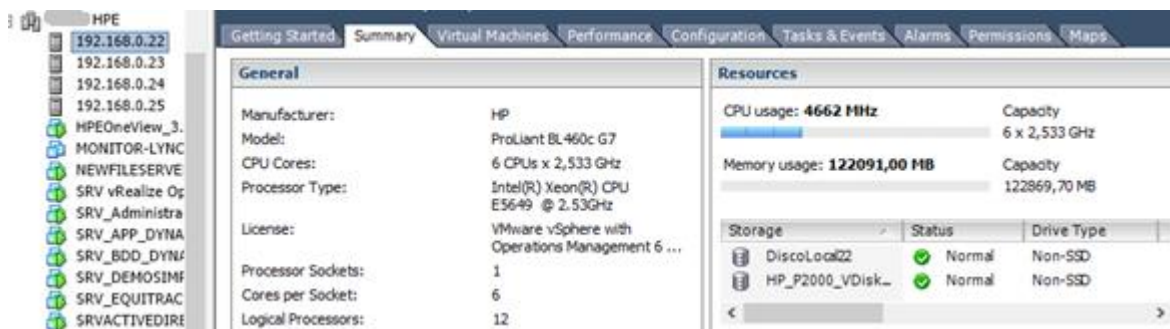 HPE
192.168.0.22
192.168.0.23
192.168.0.24
192.168.0.25
HPEOneView_3.
MONITOR-LYNC
NEWFILESERVE
SRV vRealize Op
SRV_Administra
SRV_APP_DYNA
SRV_BDD_DYNA
SRV_DEMOSIMP
SRV_EQUITRAC
SRVACTIVEDIRE
Getting Started Summary Virtual Machines Performance Configuration Tasks & Events Alarms Permissions Maps
General
Manufacturer: HP
Model: ProLiant BL460c G7
CPU Cores: 6 CPUs x 2,533 GHz
Processor Type: Intel(R) Xeon(R) CPU
E5649 @ 2.53GHz
License: VMware vSphere with
Operations Management 6 ...
Processor Sockets: 1
Cores per Socket: 6
Logical Processors: 12
Resources
CPU usage: 4662 MHz Capacity
6 x 2,533 GHz
Memory usage: 122091,00 MB Capacity
122869,70 MB
Storage Status Drive Type
DiscoLocal22 Normal Non-SSD
HP_P2000_VDisk_ Normal Non-SSD